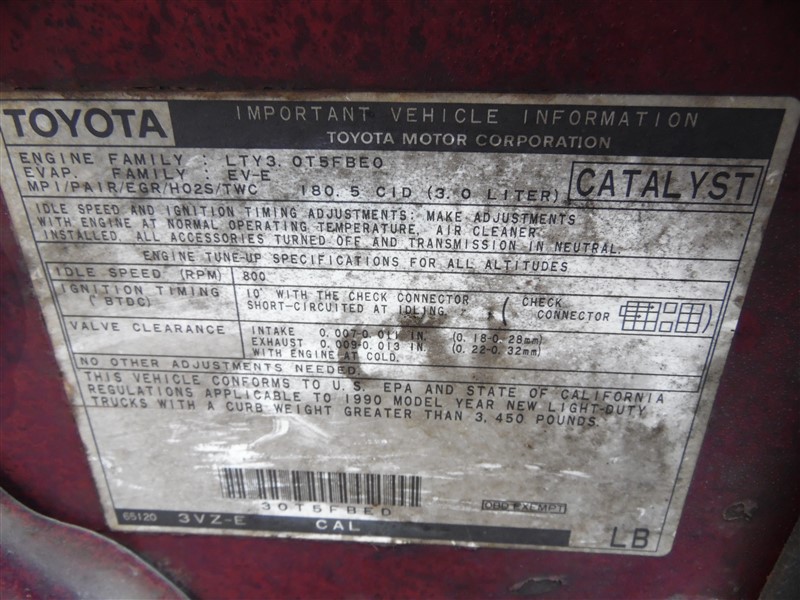 TOYOTA
IMPORTANT VEHICLE INFORMATION
TOYOTA MOTOR CORPORATION
ENGINE FAMILY : LTY3.0T5FBE0
EVAP. FAMILY : EV-E
MPI/PAIR/EGR/HO2S/TWC 180.5 CID (3.0 LITER)
CATALYST
IDLE SPEED AND IGNITION TIMING ADJUSTMENTS: MAKE ADJUSTMENTS
WITH ENGINE AT NORMAL OPERATING TEMPERATURE, AIR CLEANER
INSTALLED, ALL ACCESSORIES TURNED OFF AND TRANSMISSION IN NEUTRAL.
ENGINE TUNE-UP SPECIFICATIONS FOR ALL ALTITUDES
IDLE SPEED (RPM) 800
IGNITION TIMING (°BTDC)
10° WITH THE CHECK CONNECTOR
SHORT-CIRCUITED AT IDLING.
( CHECK CONNECTOR )
VALVE CLEARANCE
INTAKE 0.007-0.011 IN. (0.18-0.28mm)
EXHAUST 0.009-0.013 IN. (0.22-0.32mm)
WITH ENGINE AT COLD.
NO OTHER ADJUSTMENTS NEEDED.
THIS VEHICLE CONFORMS TO U.S. EPA AND STATE OF CALIFORNIA
REGULATIONS APPLICABLE TO 1990 MODEL YEAR NEW LIGHT-DUTY
TRUCKS WITH A CURB WEIGHT GREATER THAN 3,450 POUNDS.
30T5FBED
OBD EXEMPT
65120 3VZ-E CAL LB